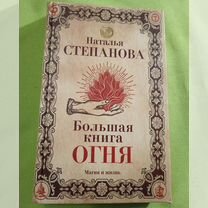 Наталья
СТЕПАНОВА
Большая
книга
ОГНЯ
Магия и жизнь